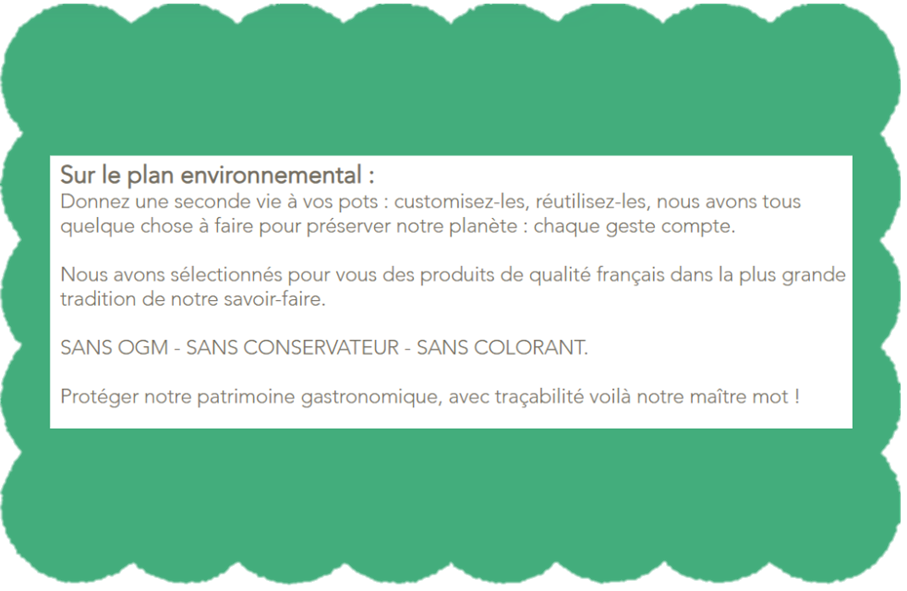 Sur le plan environnemental :
Donnez une seconde vie à vos pots : customisez-les, réutilisez-les, nous avons tous
quelque chose à faire pour préserver notre planète : chaque geste compte.
Nous avons sélectionnés pour vous des produits de qualité français dans la plus grande
tradition de notre savoir-faire.
SANS OGM - SANS CONSERVATEUR - SANS COLORANT.
Protéger notre patrimoine gastronomique, avec traçabilité voilà notre maître mot !